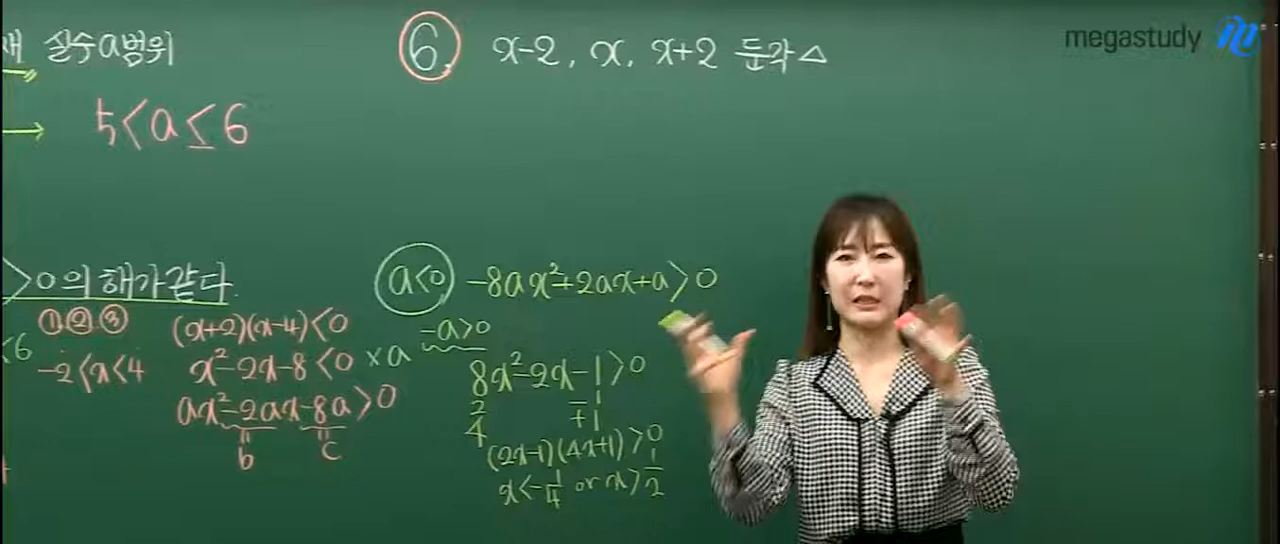 실수 a범위
5<a≤6
>0의 해가 같다.
①②③
<6
-2<x<4
(x+2)(x-4)<0
x²-2x-8<0 ×a
ax²-2ax-8a>0
b
c
⑥ x-2, x, x+2 둔각△
a<0 -8ax²+2ax+a>0
-a>0
8x²-2x-1>0
2 -1
4 +1
(2x-1)(4x+1)>0
x<-1/4 or x>1/2
megastudy